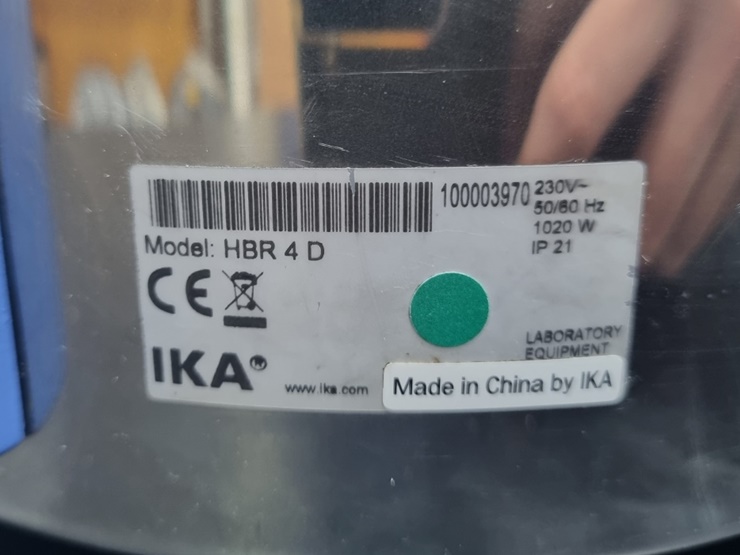 100003970
230V~
50/60 Hz
1020 W
IP 21
Model: HBR 4 D
CE
LABORATORY
EQUIPMENT
IKA®
www.ika.com
Made in China by IKA